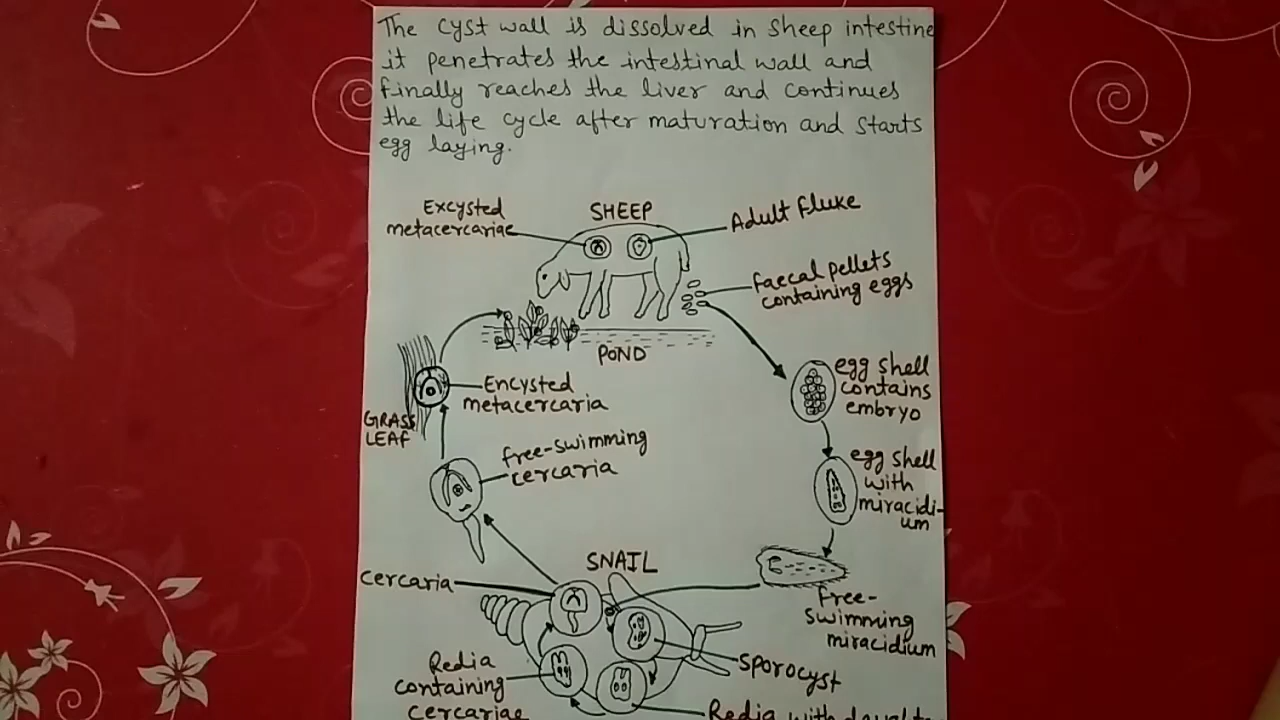 The cyst wall is dissolved in sheep intestine
it penetrates the intestinal wall and
finally reaches the liver and continues
the life cycle after maturation and starts
egg laying.
Excysted
metacercariae
SHEEP
Adult Fluke
Faecal pellets
containing eggs
POND
egg shell
contains
embryo
Encysted
metacercaria
GRASS
LEAF
free-swimming
cercaria
egg shell
with
miracidi-
um
SNAIL
cercaria
free-
swimming
miracidium
Sporocyst
Redia
containing
cercariae
Redia with